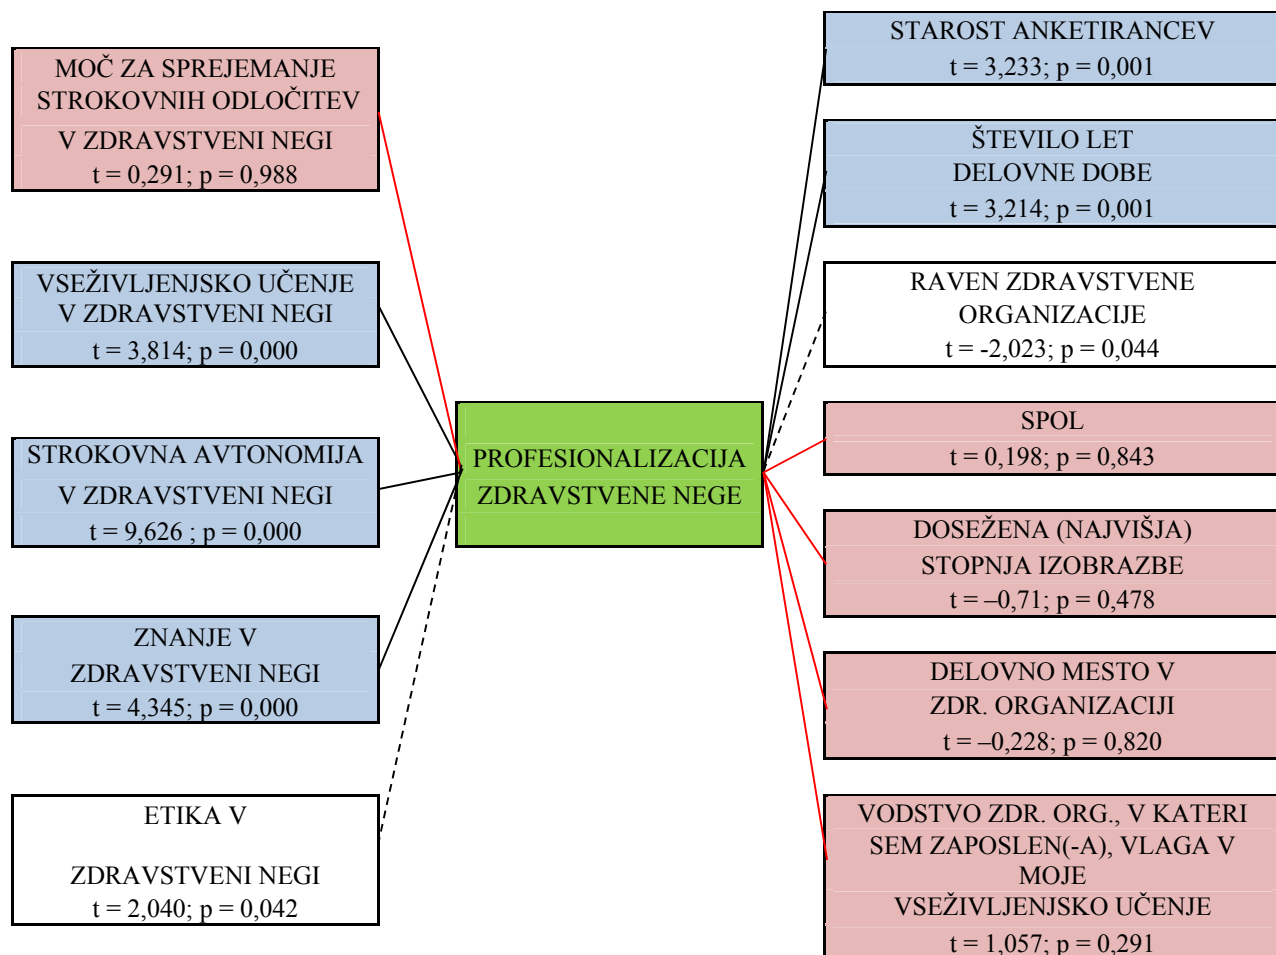 MOČ ZA SPREJEMANJE
STROKOVNIH ODLOČITEV
V ZDRAVSTVENI NEGI
t = 0,291; p = 0,988
VSEŽIVLJENJSKO UČENJE
V ZDRAVSTVENI NEGI
t = 3,814; p = 0,000
STROKOVNA AVTONOMIJA
V ZDRAVSTVENI NEGI
t = 9,626 ; p = 0,000
ZNANJE V
ZDRAVSTVENI NEGI
t = 4,345; p = 0,000
ETIKA V
ZDRAVSTVENI NEGI
t = 2,040; p = 0,042
PROFESIONALIZACIJA
ZDRAVSTVENE NEGE
STAROST ANKETIRANCEV
t = 3,233; p = 0,001
ŠTEVILO LET
DELOVNE DOBE
t = 3,214; p = 0,001
RAVEN ZDRAVSTVENE
ORGANIZACIJE
t = -2,023; p = 0,044
SPOL
t = 0,198; p = 0,843
DOSEŽENA (NAJVIŠJA)
STOPNJA IZOBRAZBE
t = –0,71; p = 0,478
DELOVNO MESTO V
ZDR. ORGANIZACIJI
t = –0,228; p = 0,820
VODSTVO ZDR. ORG., V KATERI
SEM ZAPOSLEN(-A), VLAGA V
MOJE
VSEŽIVLJENJSKO UČENJE
t = 1,057; p = 0,291